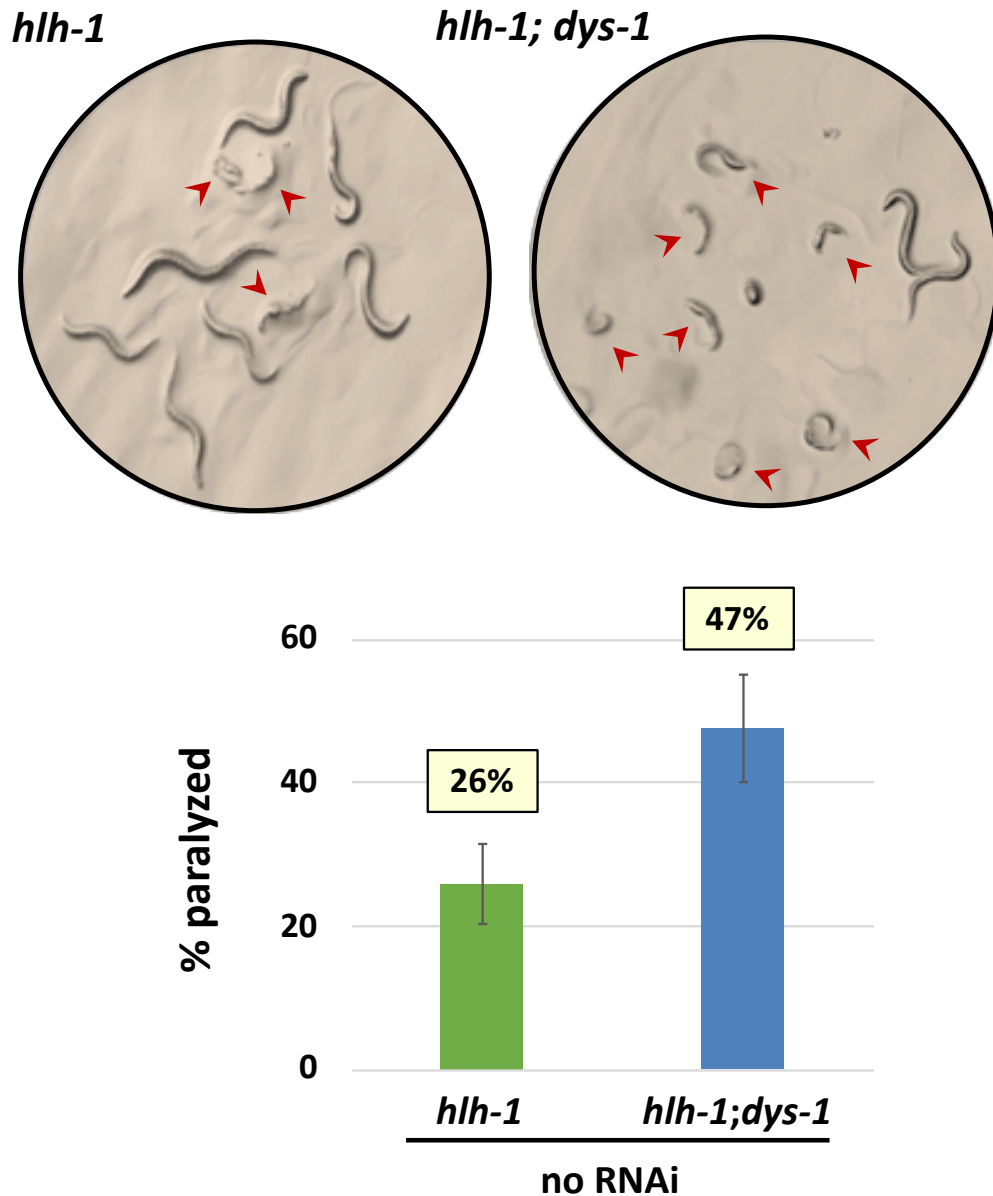 hlh-1
hlh-1; dys-1
47%
60
26%
40
% paralyzed
20
0
hlh-1
hlh-1;dys-1
no RNAi